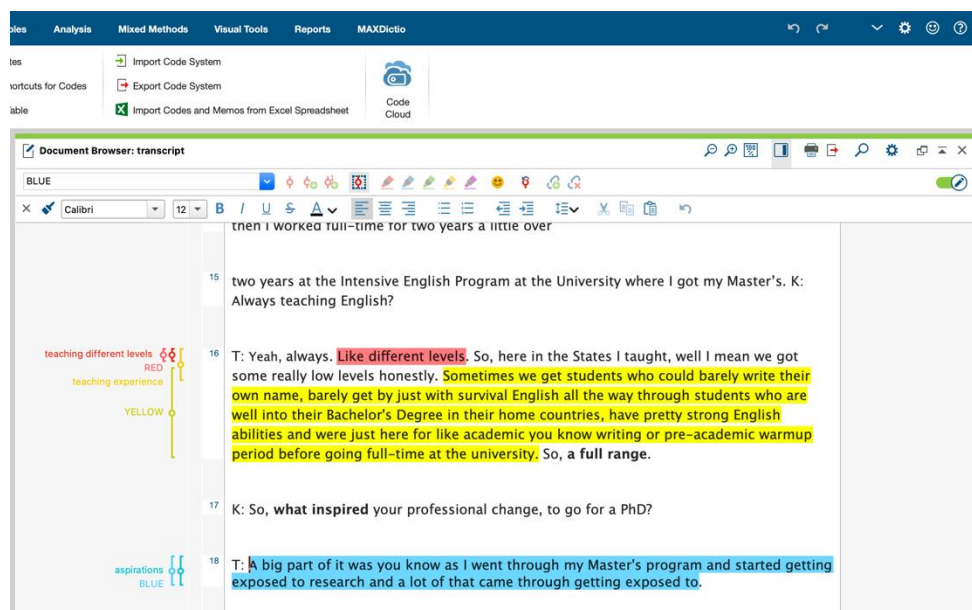 Analysis Mixed Methods Visual Tools Reports MAXDictio
Import Code System
for Codes Export Code System
Import Codes and Memos from Excel Spreadsheet
Code
Cloud
Document Browser: transcript
100
%
BLUE
Calibri 12 B I U S A
then I worked full-time for two years a little over
15 two years at the Intensive English Program at the University where I got my Master's. K:
Always teaching English?
teaching different levels 16 T: Yeah, always. Like different levels. So, here in the States I taught, well I mean we got
RED some really low levels honestly. Sometimes we get students who could barely write their
teaching experience own name, barely get by just with survival English all the way through students who are
YELLOW well into their Bachelor's Degree in their home countries, have pretty strong English
abilities and were just here for like academic you know writing or pre-academic warmup
period before going full-time at the university. So, a full range.
17 K: So, what inspired your professional change, to go for a PhD?
aspirations 18 T: A big part of it was you know as I went through my Master's program and started getting
BLUE exposed to research and a lot of that came through getting exposed to.